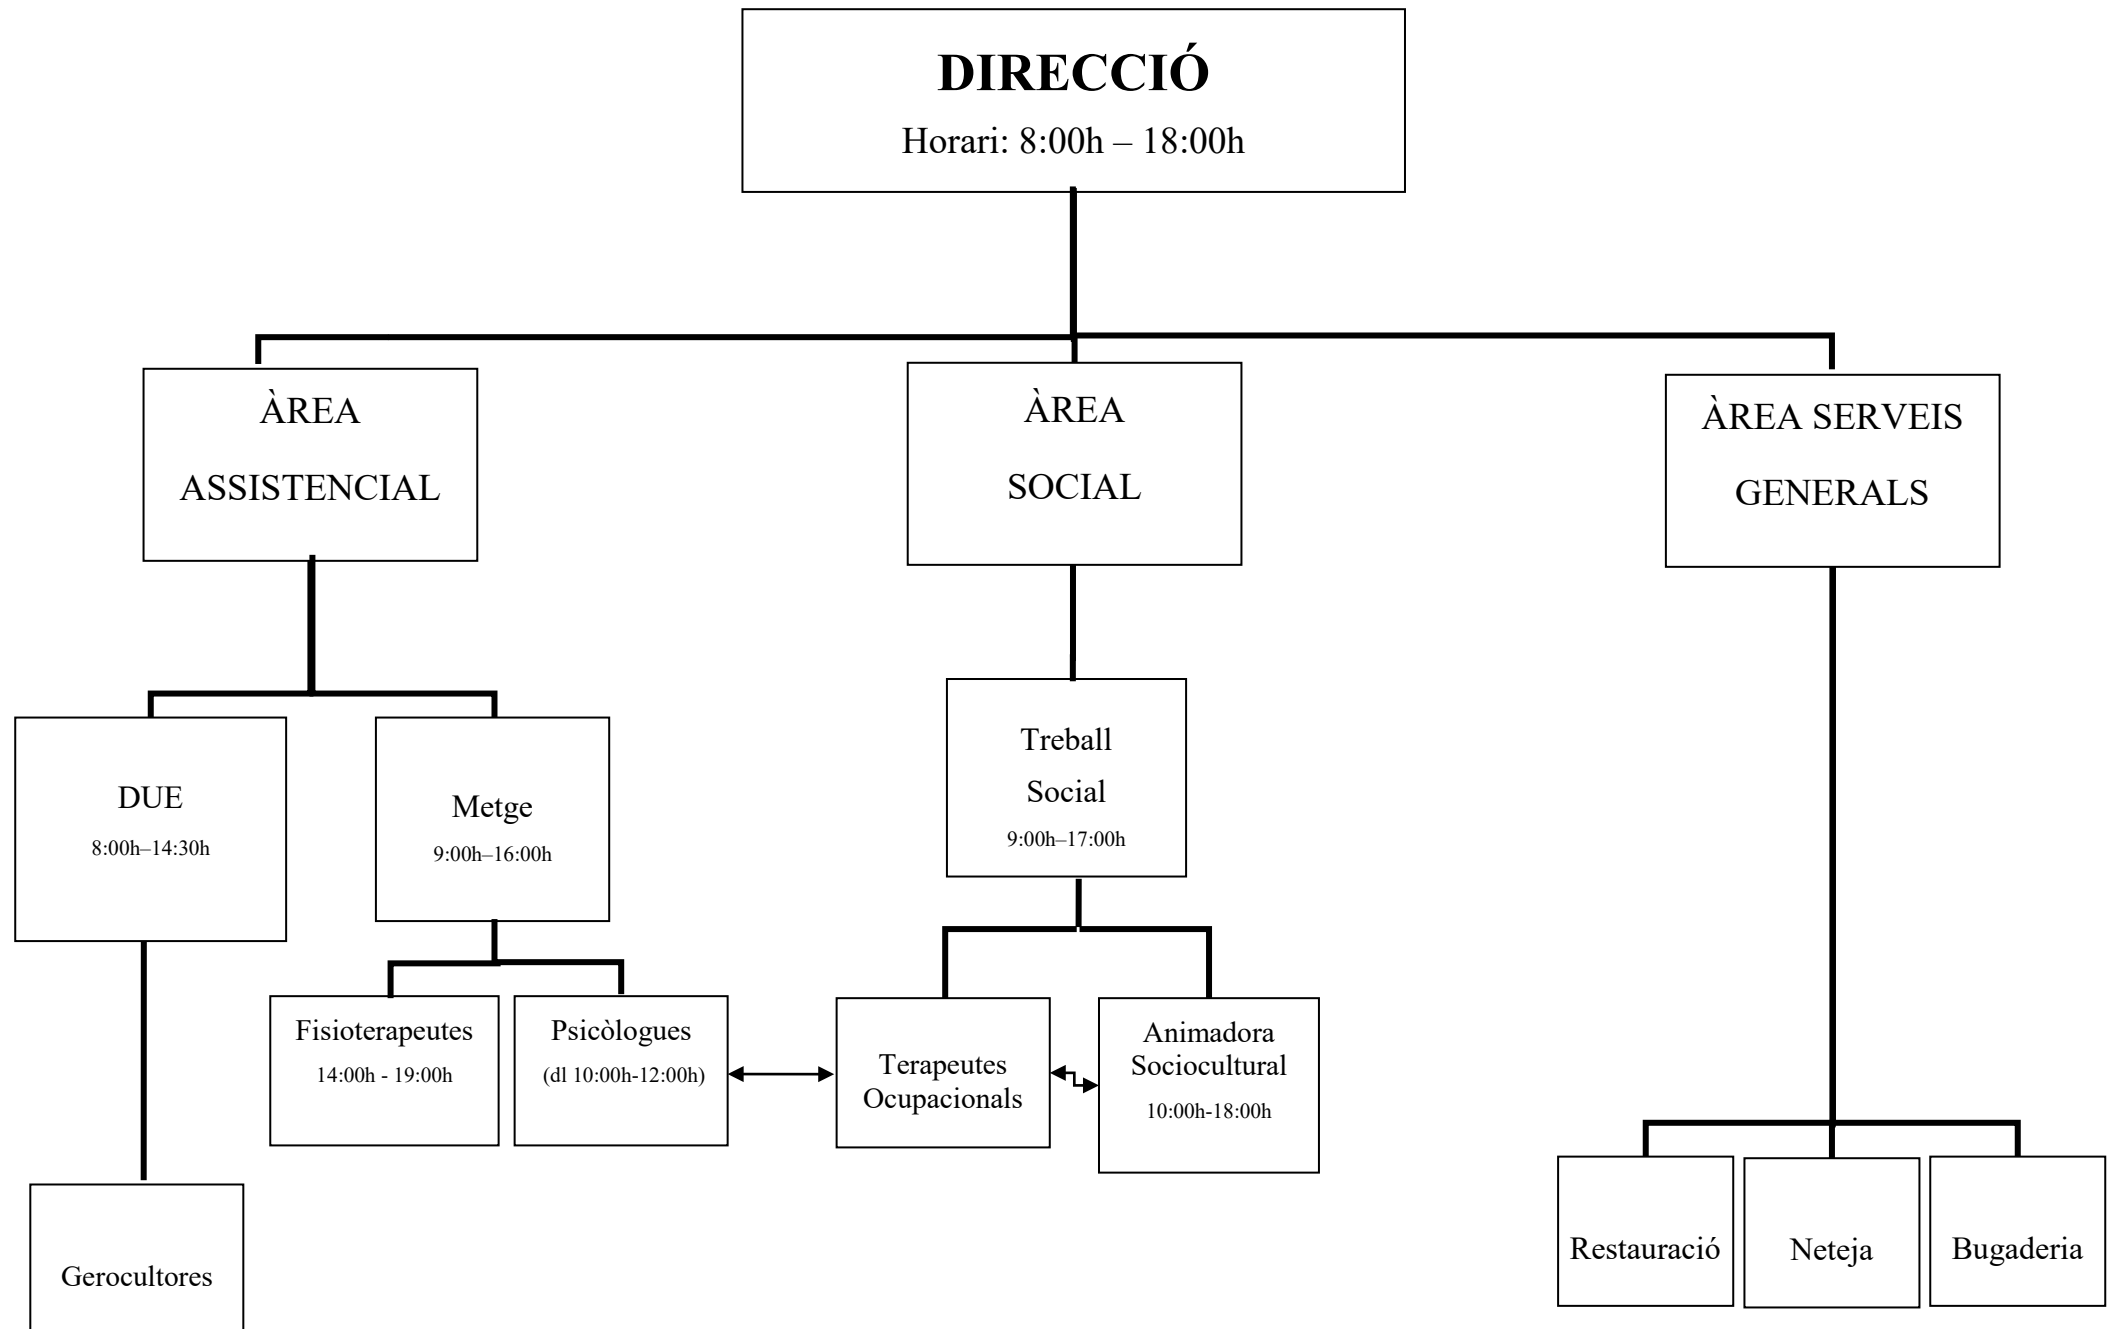 DIRECCIÓ
Horari: 8:00h – 18:00h
ÀREA
ASSISTENCIAL
ÀREA
SOCIAL
ÀREA SERVEIS
GENERALS
DUE
8:00h–14:30h
Metge
9:00h–16:00h
Treball
Social
9:00h–17:00h
Fisioterapeutes
14:00h - 19:00h
Psicòlogues
(dl 10:00h-12:00h)
Terapeutes
Ocupacionals
Animadora
Sociocultural
10:00h-18:00h
Gerocultores
Restauració
Neteja
Bugaderia